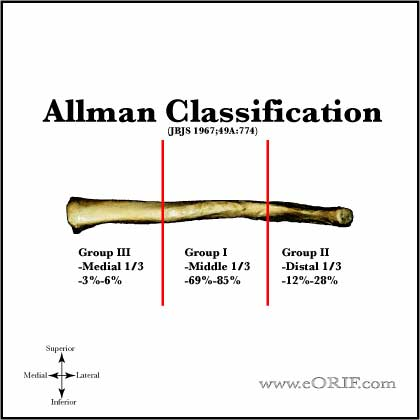 Allman Classification
(JBJS 1967;49A:774)
Group III
-Medial 1/3
-3%-6%
Group I
-Middle 1/3
-69%-85%
Group II
-Distal 1/3
-12%-28%
Superior
Medial
Lateral
Inferior
www.eORIF.com